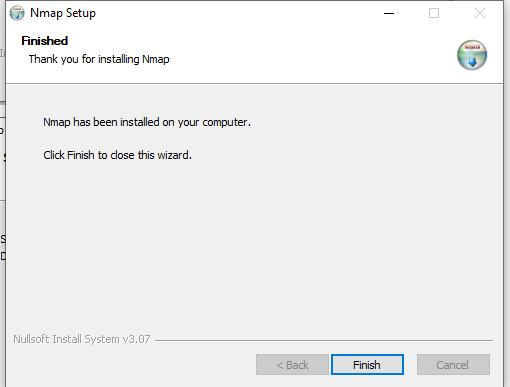 Nmap Setup
Finished
Thank you for installing Nmap
Nmap has been installed on your computer.
Click Finish to close this wizard.
Nullsoft Install System v3.07
< Back
Finish
Cancel